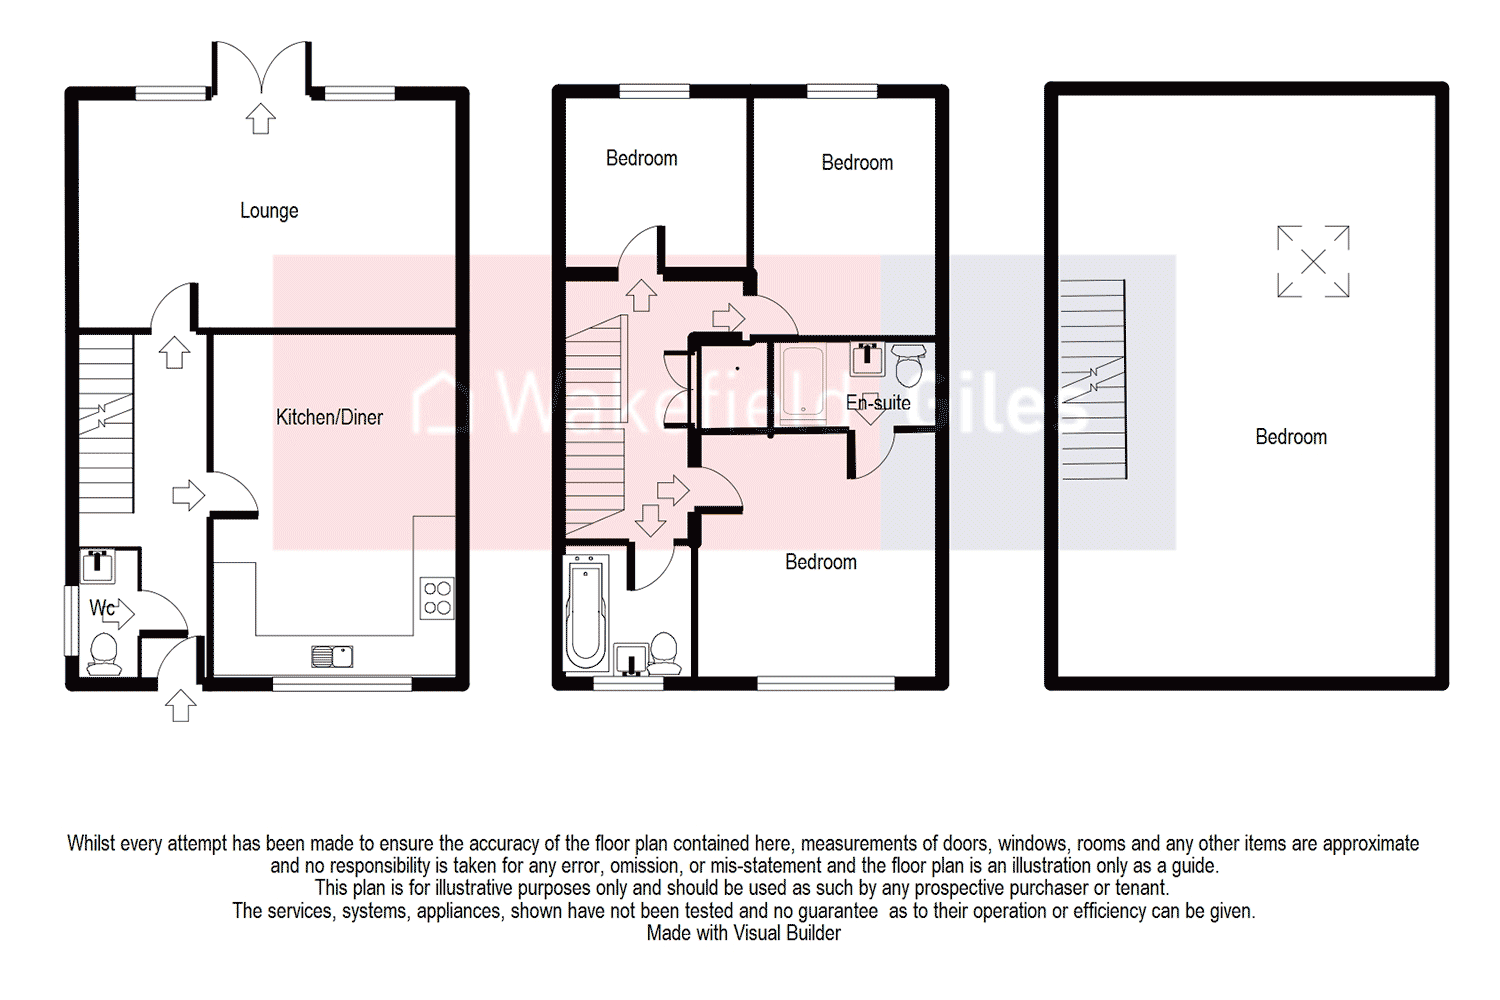 Lounge
Kitchen/Diner
Wc
Bedroom
Bedroom
En-suite
Bedroom
Bedroom
Wakefield Giles
Whilst every attempt has been made to ensure the accuracy of the floor plan contained here, measurements of doors, windows, rooms and any other items are approximate
and no responsibility is taken for any error, omission, or mis-statement and the floor plan is an illustration only as a guide.
This plan is for illustrative purposes only and should be used as such by any prospective purchaser or tenant.
The services, systems, appliances, shown have not been tested and no guarantee as to their operation or efficiency can be given.
Made with Visual Builder